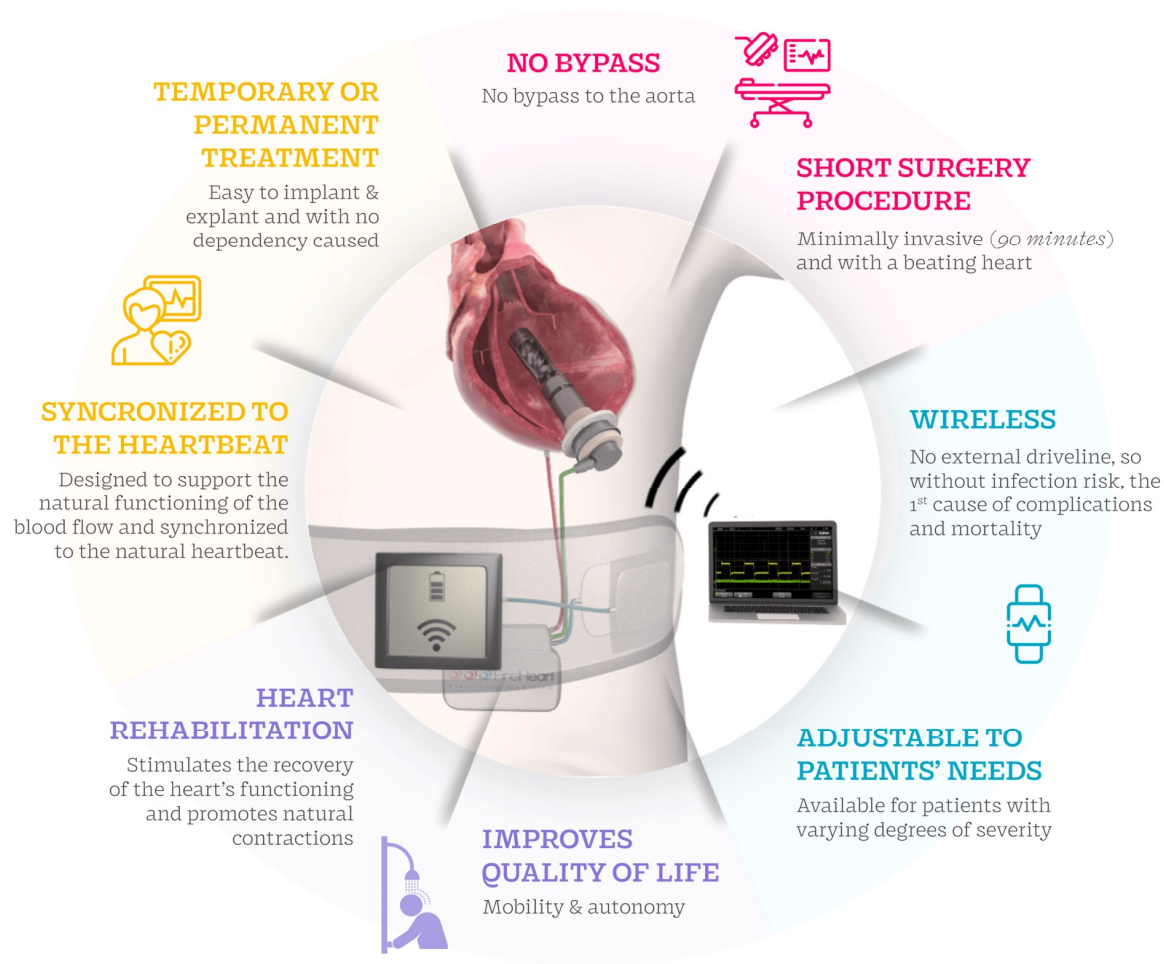 NO BYPASS
No bypass to the aorta
SHORT SURGERY
PROCEDURE
Minimally invasive (90 minutes)
and with a beating heart
WIRELESS
No external driveline, so
without infection risk, the
1st cause of complications
and mortality
ADJUSTABLE TO
PATIENTS’ NEEDS
Available for patients with
varying degrees of severity
IMPROVES
QUALITY OF LIFE
Mobility & autonomy
HEART
REHABILITATION
Stimulates the recovery
of the heart’s functioning
and promotes natural
contractions
SYNCRONIZED TO
THE HEARTBEAT
Designed to support the
natural functioning of the
blood flow and synchronized
to the natural heartbeat.
TEMPORARY OR
PERMANENT
TREATMENT
Easy to implant &
explant and with no
dependency caused
FineHeart